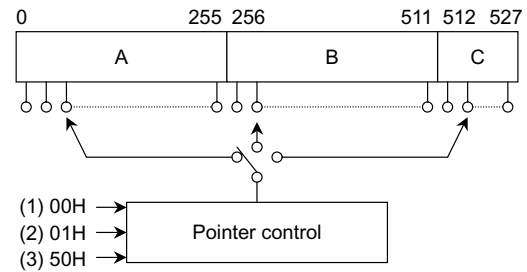 0 255 256 511 512 527
A B C
(1) 00H
(2) 01H
(3) 50H
Pointer control